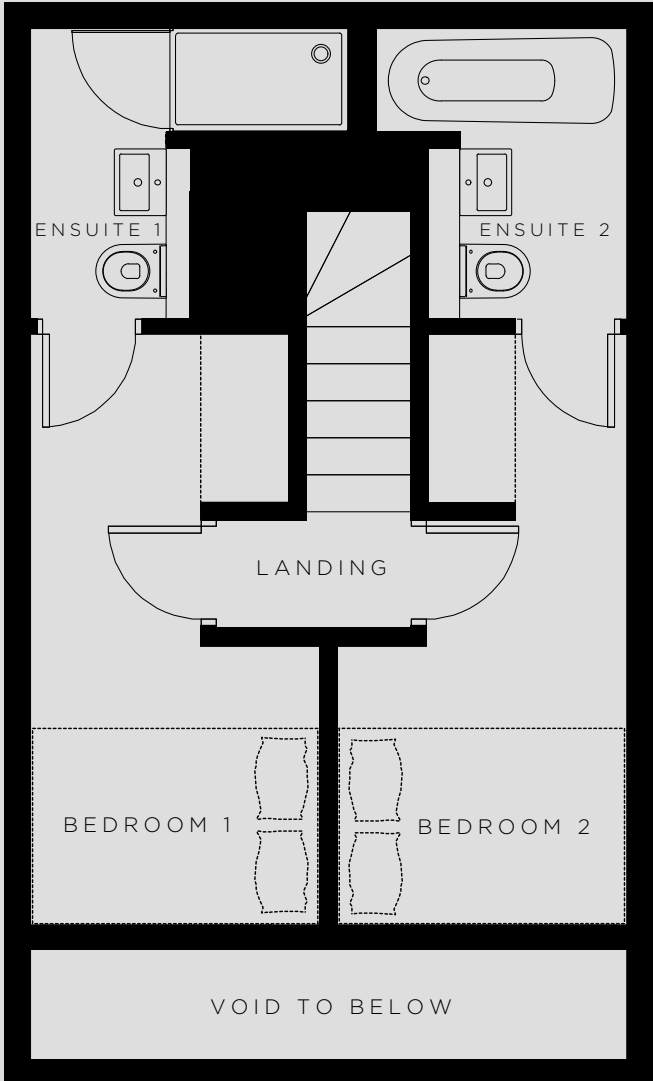 ENSUITE 1
ENSUITE 2
LANDING
BEDROOM 1
BEDROOM 2
VOID TO BELOW